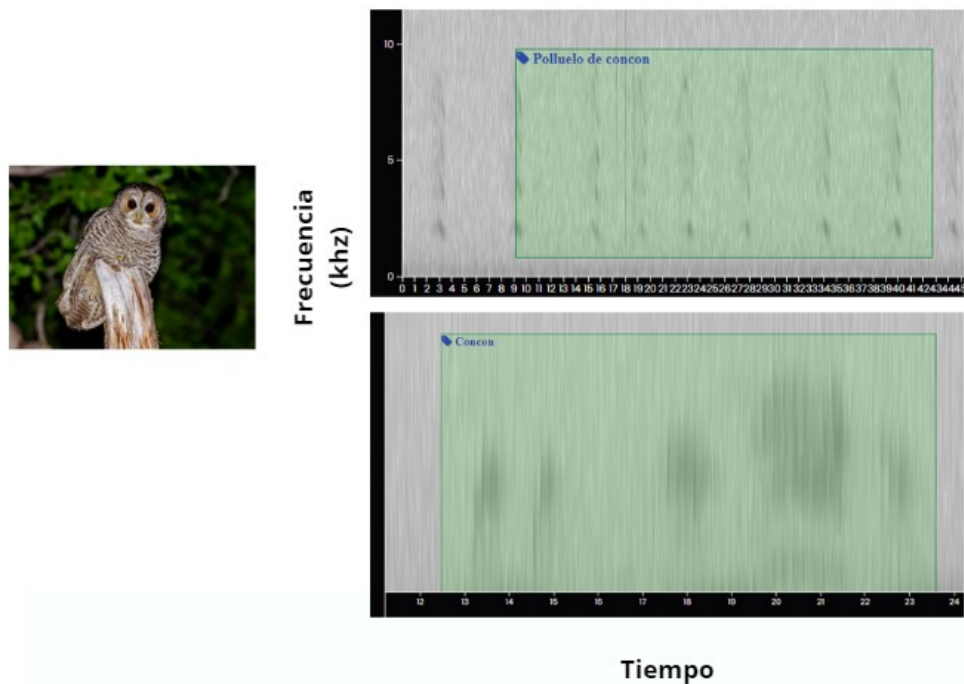 Frecuencia
(khz)
10
Polluelo de concon
5
0
0 1 2 3 4 5 6 7 8 9 10 11 12 13 14 15 16 17 18 19 20 21 22 23 24 25 26 27 28 29 30 31 32 33 34 35 36 37 38 39 40 41 42 43 44 45
Concon
12 13 14 15 16 17 18 19 20 21 22 23 24
Tiempo